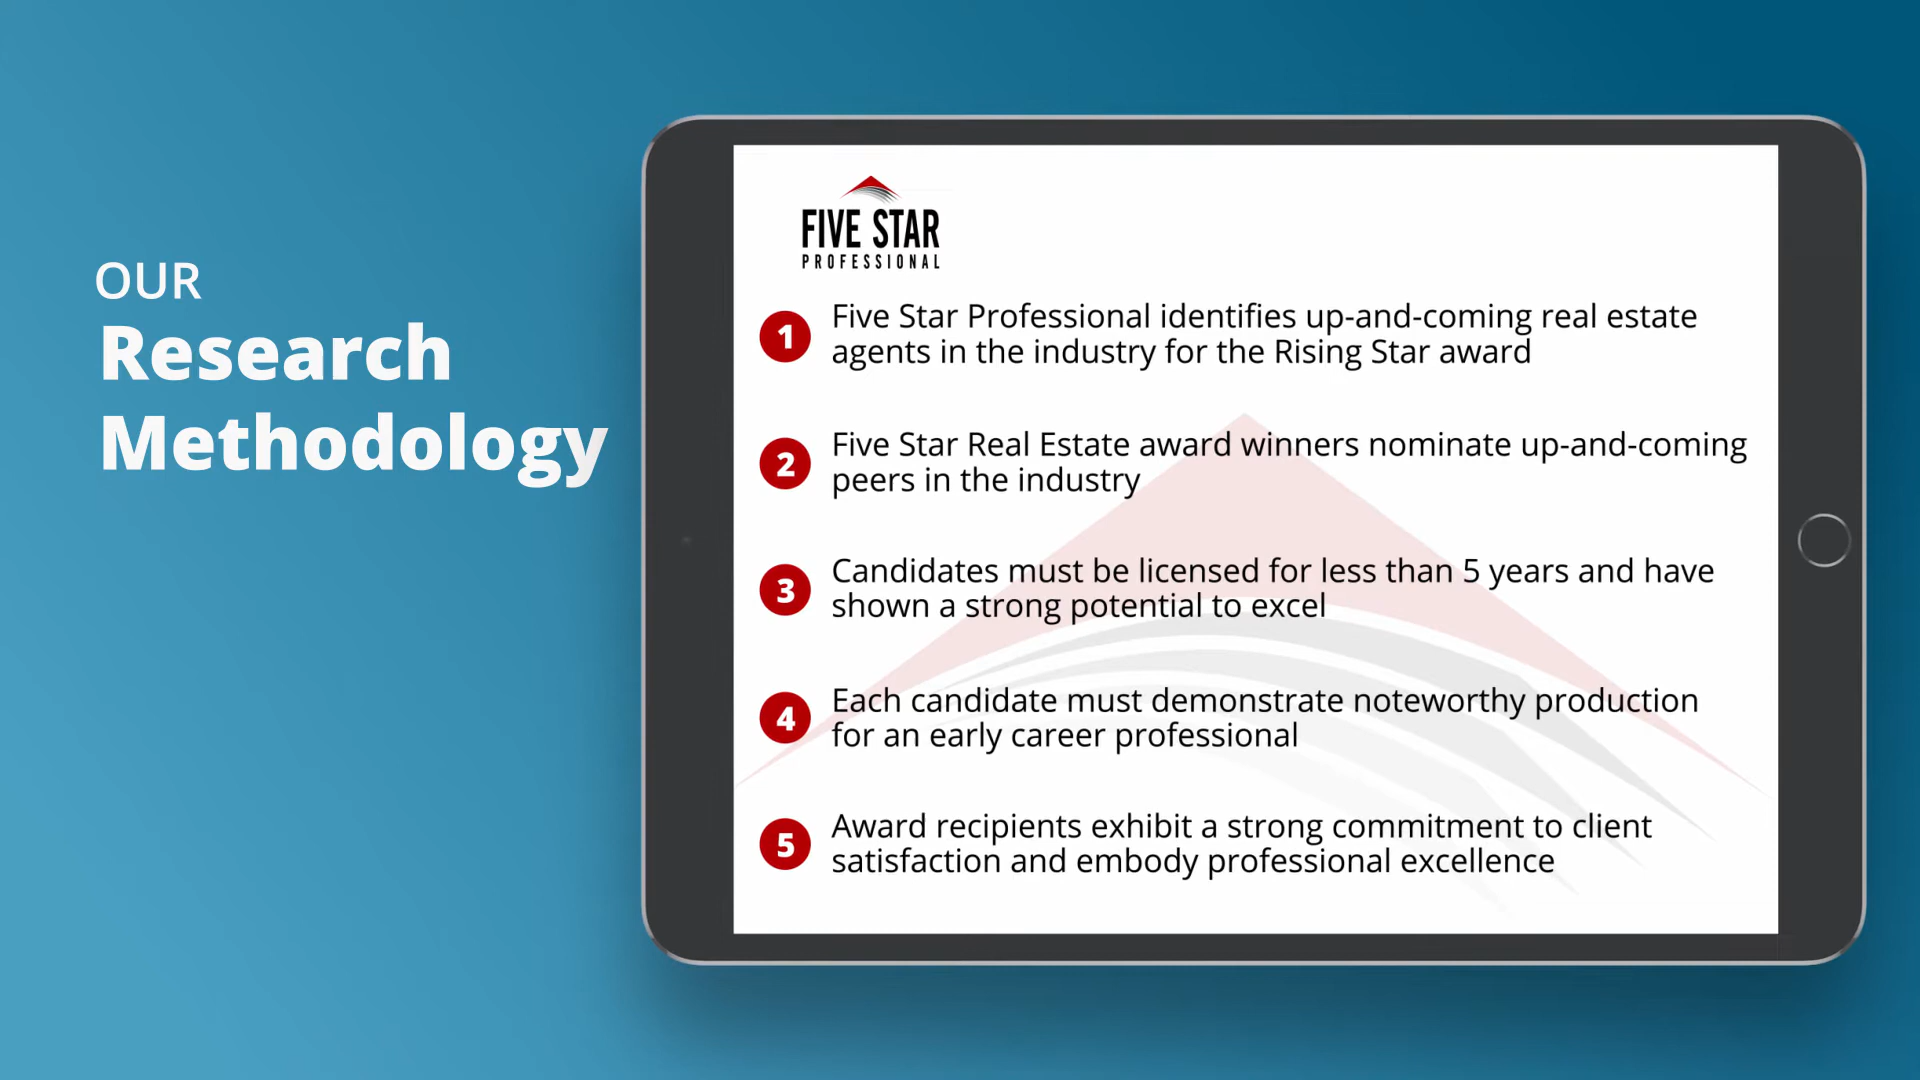 OUR
Research
Methodology
FIVE STAR
PROFESSIONAL
1
Five Star Professional identifies up-and-coming real estate
agents in the industry for the Rising Star award
2
Five Star Real Estate award winners nominate up-and-coming
peers in the industry
3
Candidates must be licensed for less than 5 years and have
shown a strong potential to excel
4
Each candidate must demonstrate noteworthy production
for an early career professional
5
Award recipients exhibit a strong commitment to client
satisfaction and embody professional excellence